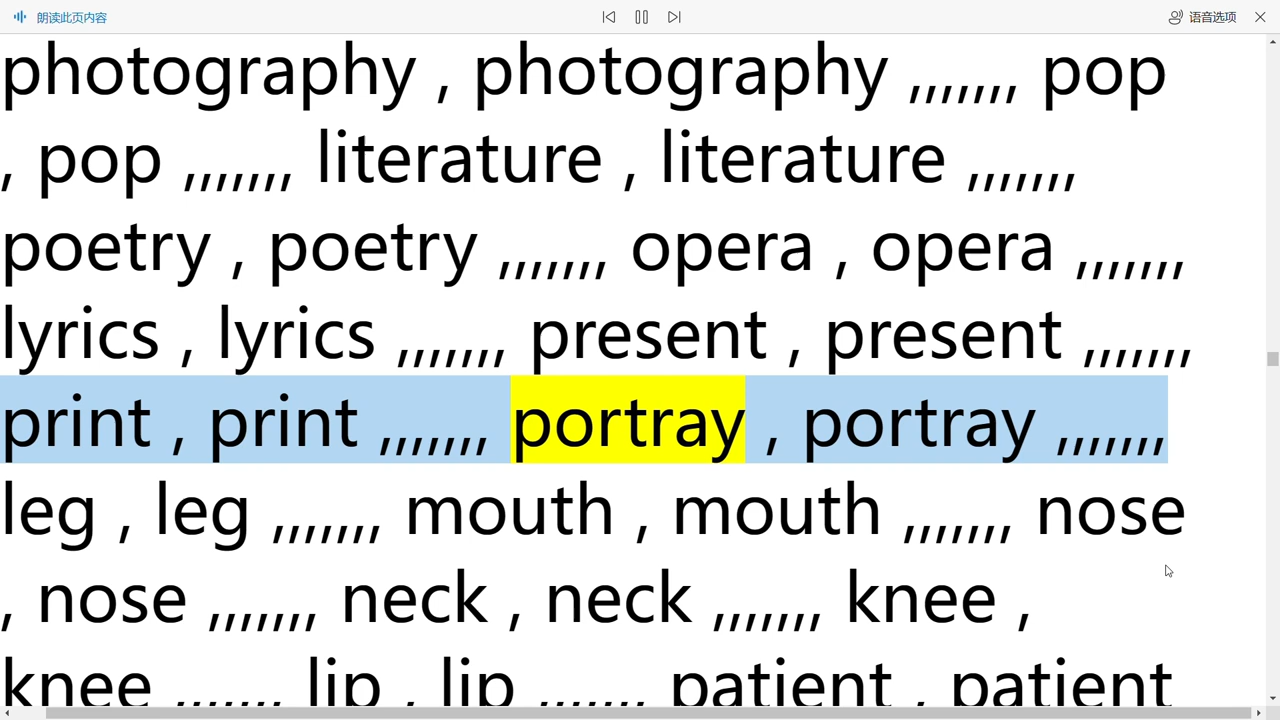 朗读此页内容 语音选项
photography , photography ,,,,,,, pop
, pop ,,,,,,, literature , literature ,,,,,,,
poetry , poetry ,,,,,,, opera , opera ,,,,,,,
lyrics , lyrics ,,,,,,, present , present ,,,,,,,
print , print ,,,,,,, portray , portray ,,,,,,,
leg , leg ,,,,,,, mouth , mouth ,,,,,,, nose
, nose ,,,,,,, neck , neck ,,,,,,, knee ,
knee ,,,,,,, lip , lip ,,,,,,, patient , patient